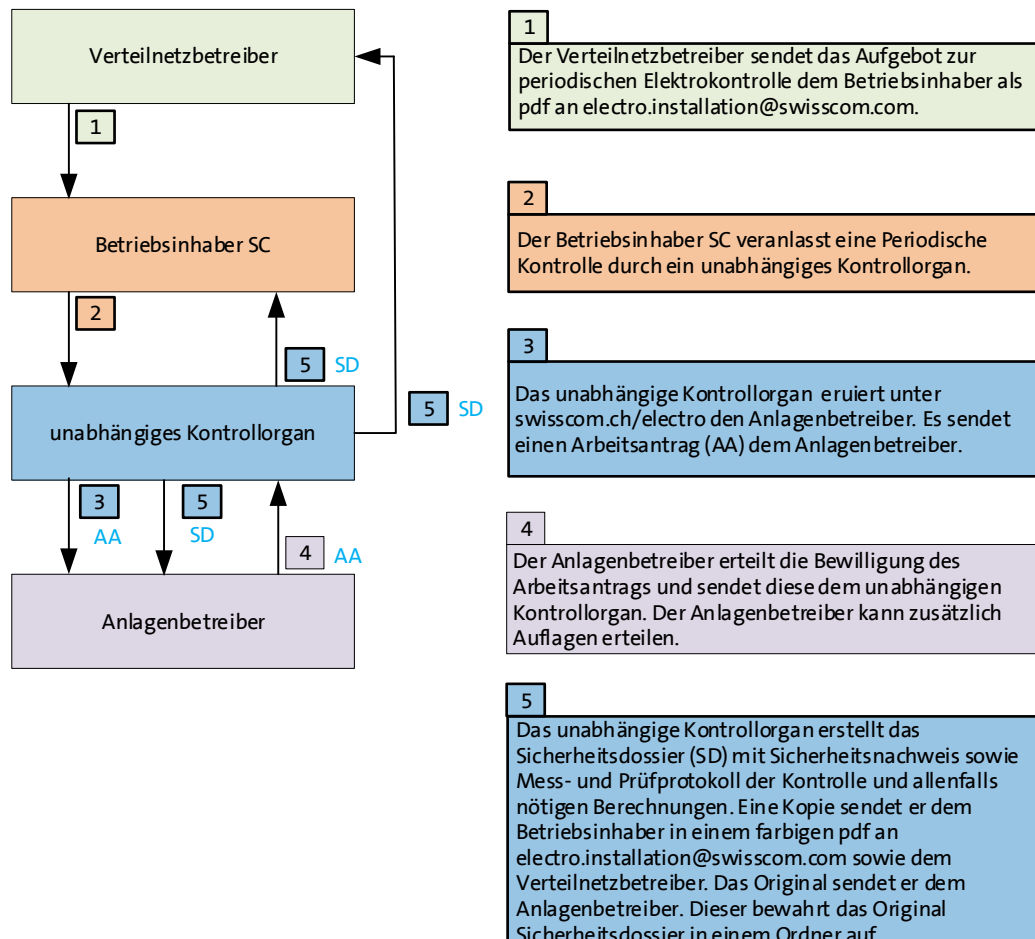 Verteilnetzbetreiber
1
Betriebsinhaber SC
2
5 SD
unabhängiges Kontrollorgan
5 SD
3
AA
5
SD
4 AA
Anlagenbetreiber
1
Der Verteilnetzbetreiber sendet das Aufgebot zur
periodischen Elektrokontrolle dem Betriebsinhaber als
pdf an electro.installation@swisscom.com.
2
Der Betriebsinhaber SC veranlasst eine Periodische
Kontrolle durch ein unabhängiges Kontrollorgan.
3
Das unabhängige Kontrollorgan eruiert unter
swisscom.ch/electro den Anlagenbetreiber. Es sendet
einen Arbeitsantrag (AA) dem Anlagenbetreiber.
4
Der Anlagenbetreiber erteilt die Bewilligung des
Arbeitsantrags und sendet diese dem unabhängigen
Kontrollorgan. Der Anlagenbetreiber kann zusätzlich
Auflagen erteilen.
5
Das unabhängige Kontrollorgan erstellt das
Sicherheitsdossier (SD) mit Sicherheitsnachweis sowie
Mess- und Prüfprotokoll der Kontrolle und allenfalls
nötigen Berechnungen. Eine Kopie sendet er dem
Betriebsinhaber in einem farbigen pdf an
electro.installation@swisscom.com sowie dem
Verteilnetzbetreiber. Das Original sendet er dem
Anlagenbetreiber. Dieser bewahrt das Original
Sicherheitsdossier in einem Ordner auf